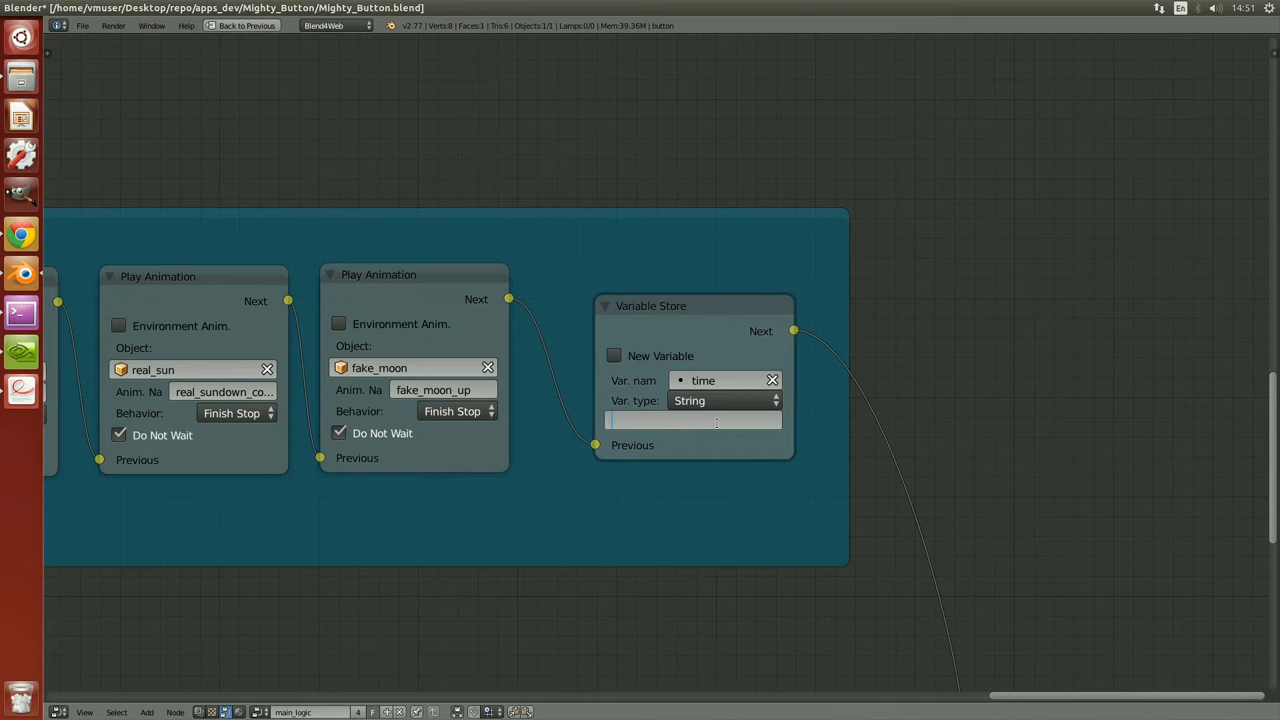 Blender* [/home/vmuser/Desktop/repo/apps_dev/Mighty_Button/Mighty_Button.blend]
En
14:51
File
Render
Window
Help
Back to Previous
Blend4Web
v2.77 | Verts:8 | Faces:1 | Tris:6 | Objects:1/1 | Lamps:0/0 | Mem:39.36M | button
Play Animation
Next
Environment Anim.
Object:
real_sun
Anim. Na
real_sundown_co...
Behavior:
Finish Stop
Do Not Wait
Previous
Play Animation
Next
Environment Anim.
Object:
fake_moon
Anim. Na
fake_moon_up
Behavior:
Finish Stop
Do Not Wait
Previous
Variable Store
Next
New Variable
Var. nam
time
Var. type:
String
Previous
View
Select
Add
Node
main_logic
4
F